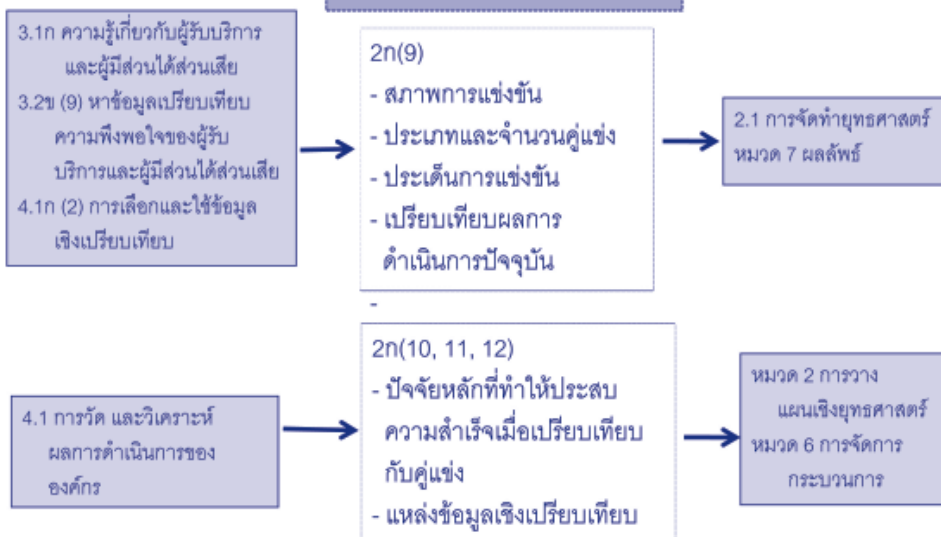 3.1ก ความรู้เกี่ยวกับผู้รับบริการ
และผู้มีส่วนได้ส่วนเสีย
3.2ข (9) หาข้อมูลเปรียบเทียบ
ความพึงพอใจของผู้รับ
บริการและผู้มีส่วนได้ส่วนเสีย
4.1ก (2) การเลือกและใช้ข้อมูล
เชิงเปรียบเทียบ
2ก(9)
- สภาพการแข่งขัน
- ประเภทและจำนวนคู่แข่ง
- ประเด็นการแข่งขัน
- เปรียบเทียบผลการ
ดำเนินการปัจจุบัน
-
2.1 การจัดทำยุทธศาสตร์
หมวด 7 ผลลัพธ์
4.1 การวัด และวิเคราะห์
ผลการดำเนินการของ
องค์กร
2ก(10, 11, 12)
- ปัจจัยหลักที่ทำให้ประสบ
ความสำเร็จเมื่อเปรียบเทียบ
กับคู่แข่ง
- แหล่งข้อมูลเชิงเปรียบเทียบ
หมวด 2 การวาง
แผนเชิงยุทธศาสตร์
หมวด 6 การจัดการ
กระบวนการ